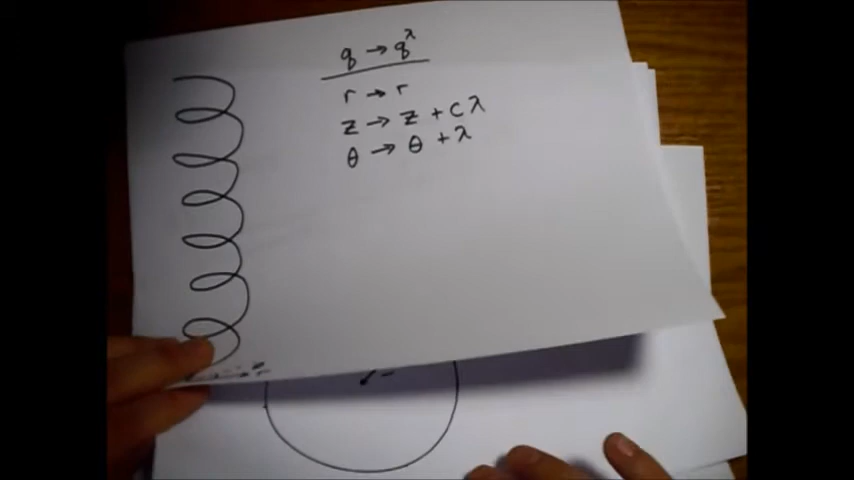 q → q^λ
r → r
z → z + cλ
θ → θ + λ